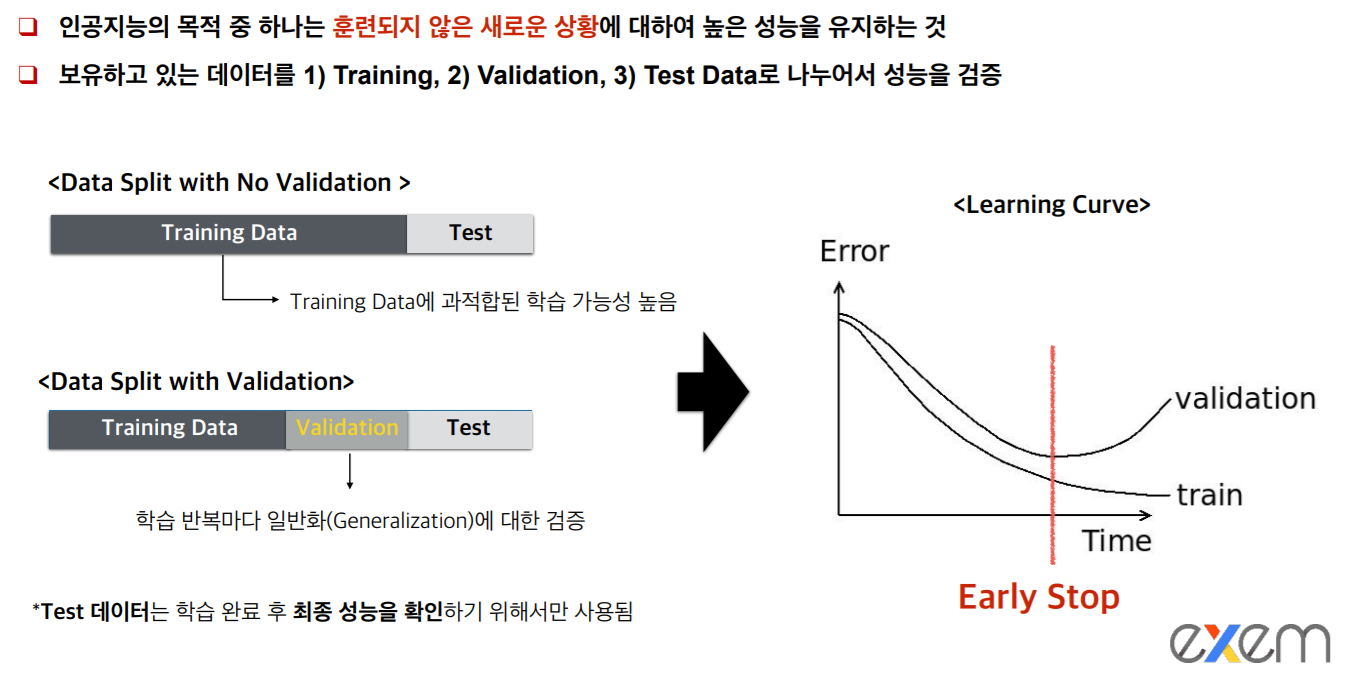 인공지능의 목적 중 하나는 훈련되지 않은 새로운 상황에 대하여 높은 성능을 유지하는 것
보유하고 있는 데이터를 1) Training, 2) Validation, 3) Test Data로 나누어서 성능을 검증
<Data Split with No Validation >
Training Data Test
Training Data에 과적합된 학습 가능성 높음
<Data Split with Validation>
Training Data Validation Test
학습 반복마다 일반화(Generalization)에 대한 검증
*Test 데이터는 학습 완료 후 최종 성능을 확인하기 위해서만 사용됨
<Learning Curve>
Error
validation
train
Time
Early Stop
exem